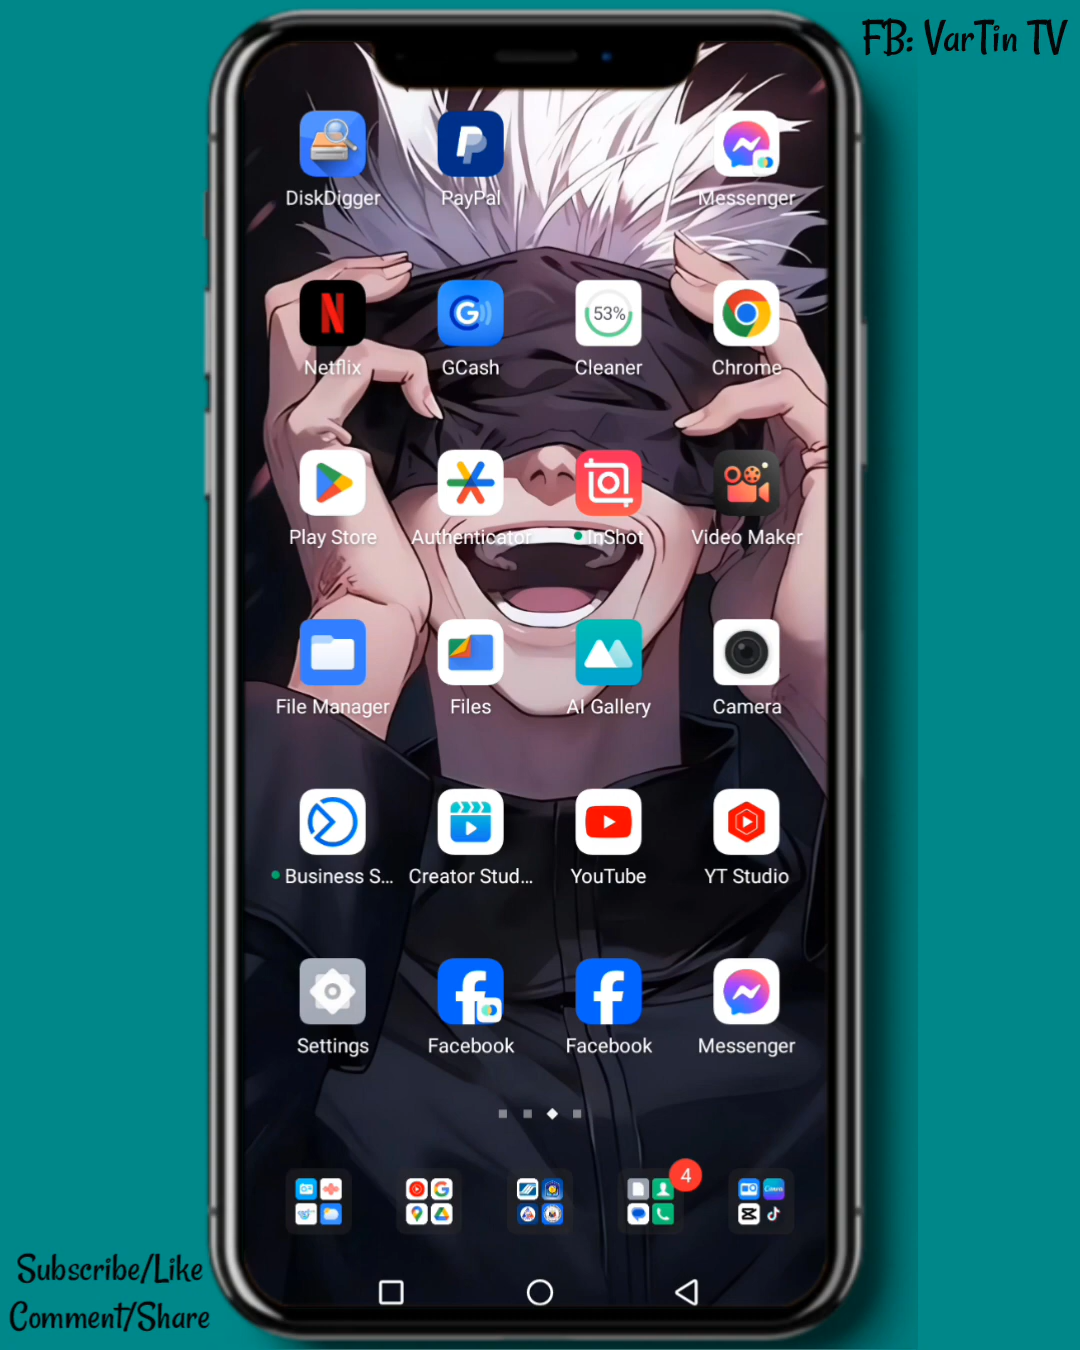 FB: VarTin TV
DiskDigger
PayPal
Messenger
53%
Netflix
GCash
Cleaner
Chrome
Play Store
Authenticator
InShot
Video Maker
File Manager
Files
AI Gallery
Camera
Business S...
Creator Stud...
YouTube
YT Studio
Settings
Facebook
Facebook
Messenger
4
Canva
Subscribe/Like
Comment/Share